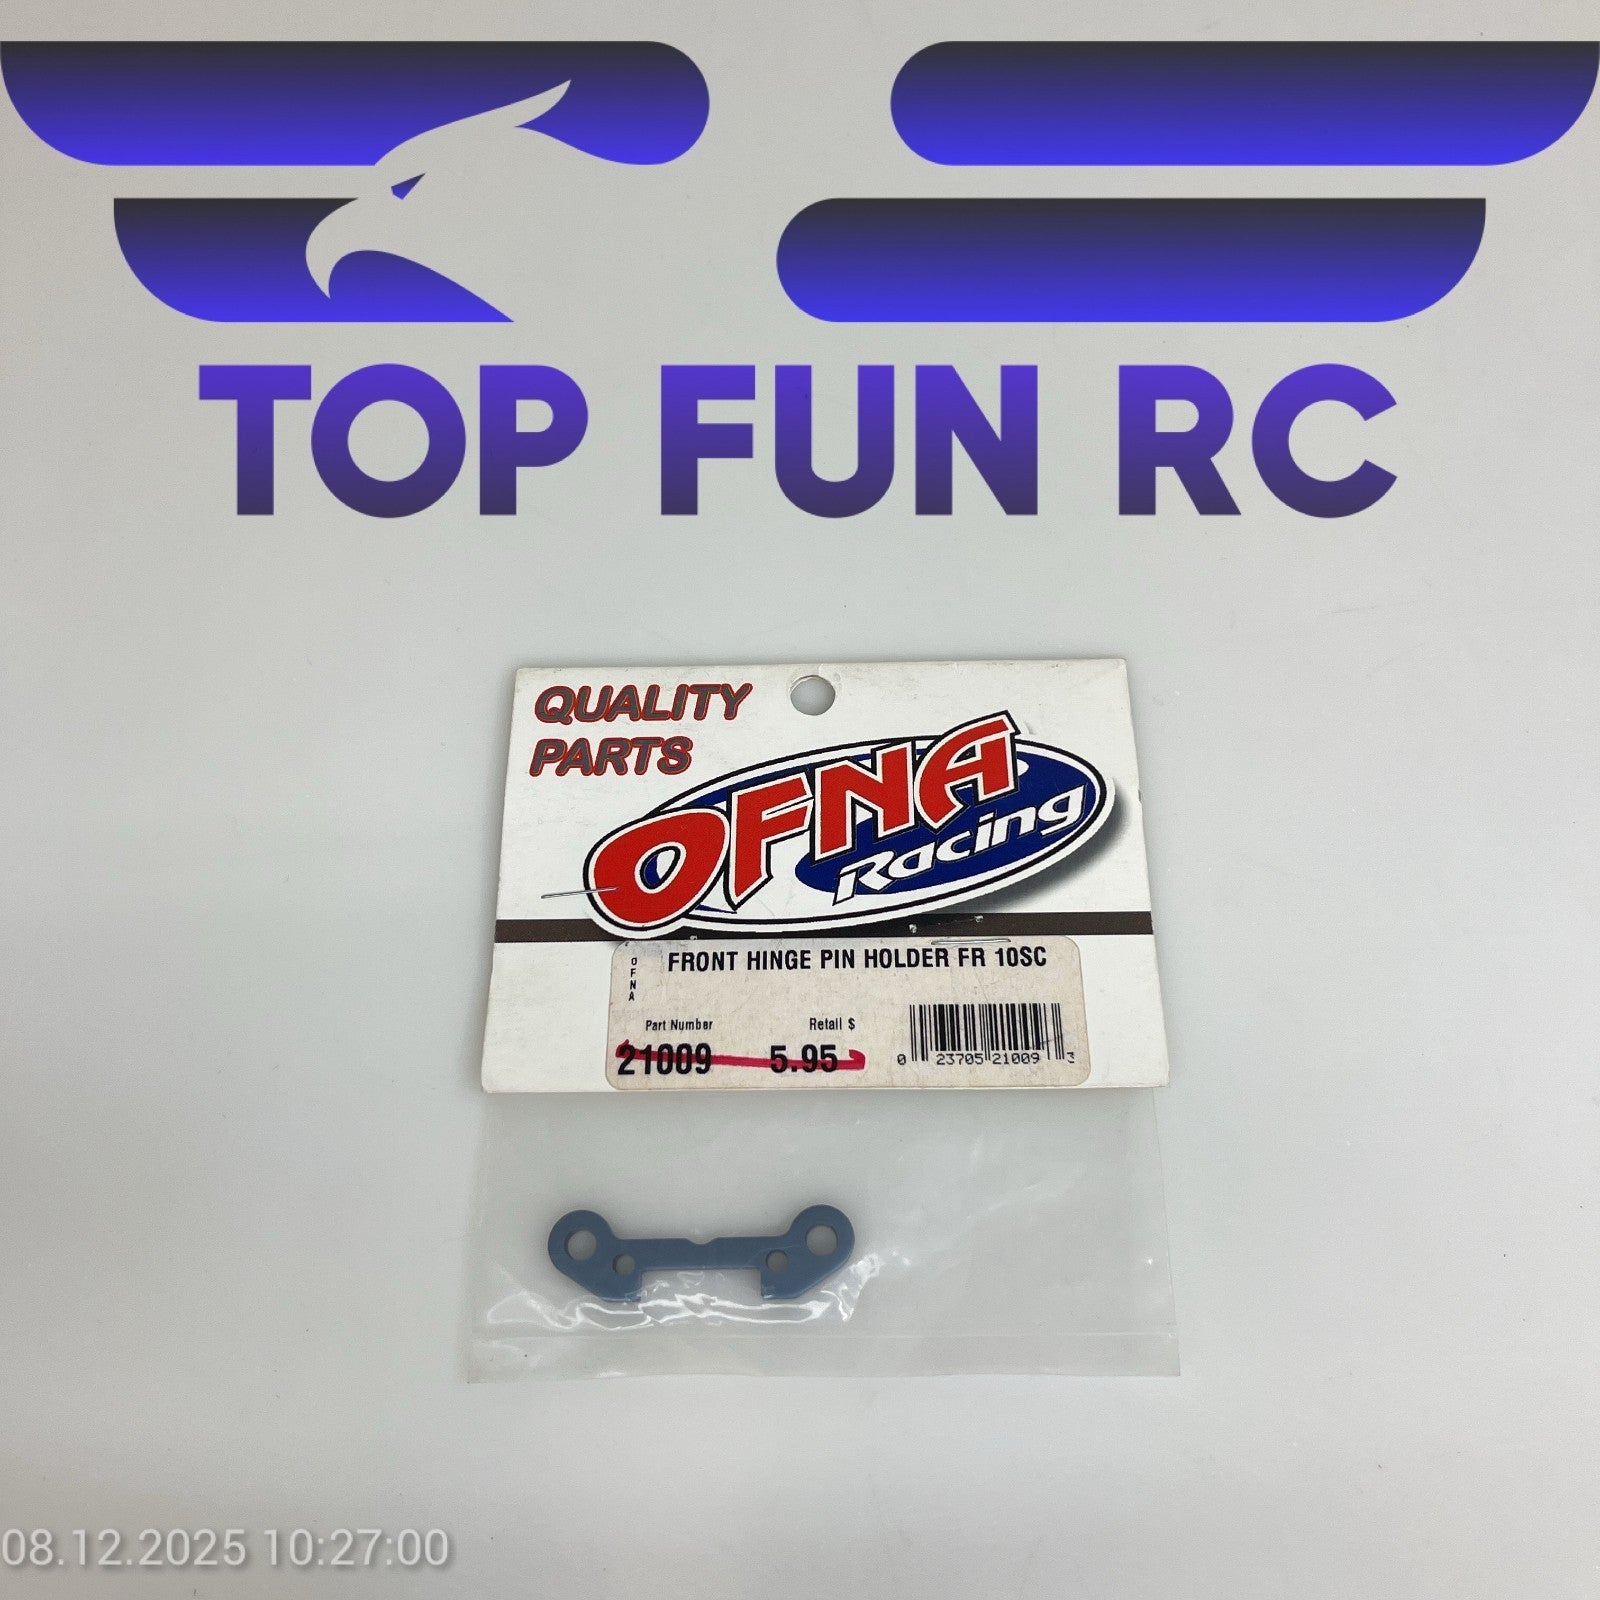 TOP FUN RC
QUALITY
PARTS
OFNA
Racing
OFNA
FRONT HINGE PIN HOLDER FR 10SC
Part Number
Retail $
21009
5.95
0 23705 21009 3
08.12.2025 10:27:00